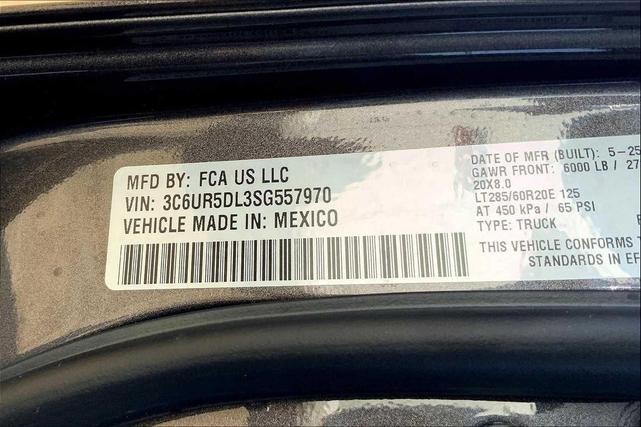 MFD BY: FCA US LLC
VIN: 3C6UR5DL3SG557970
VEHICLE MADE IN: MEXICO
DATE OF MFR (BUILT): 5-25
GAWR FRONT: 6000 LB / 27
20X8.0
LT285/60R20E 125
AT 450 kPa / 65 PSI
TYPE: TRUCK
THIS VEHICLE CONFORMS T
STANDARDS IN EF